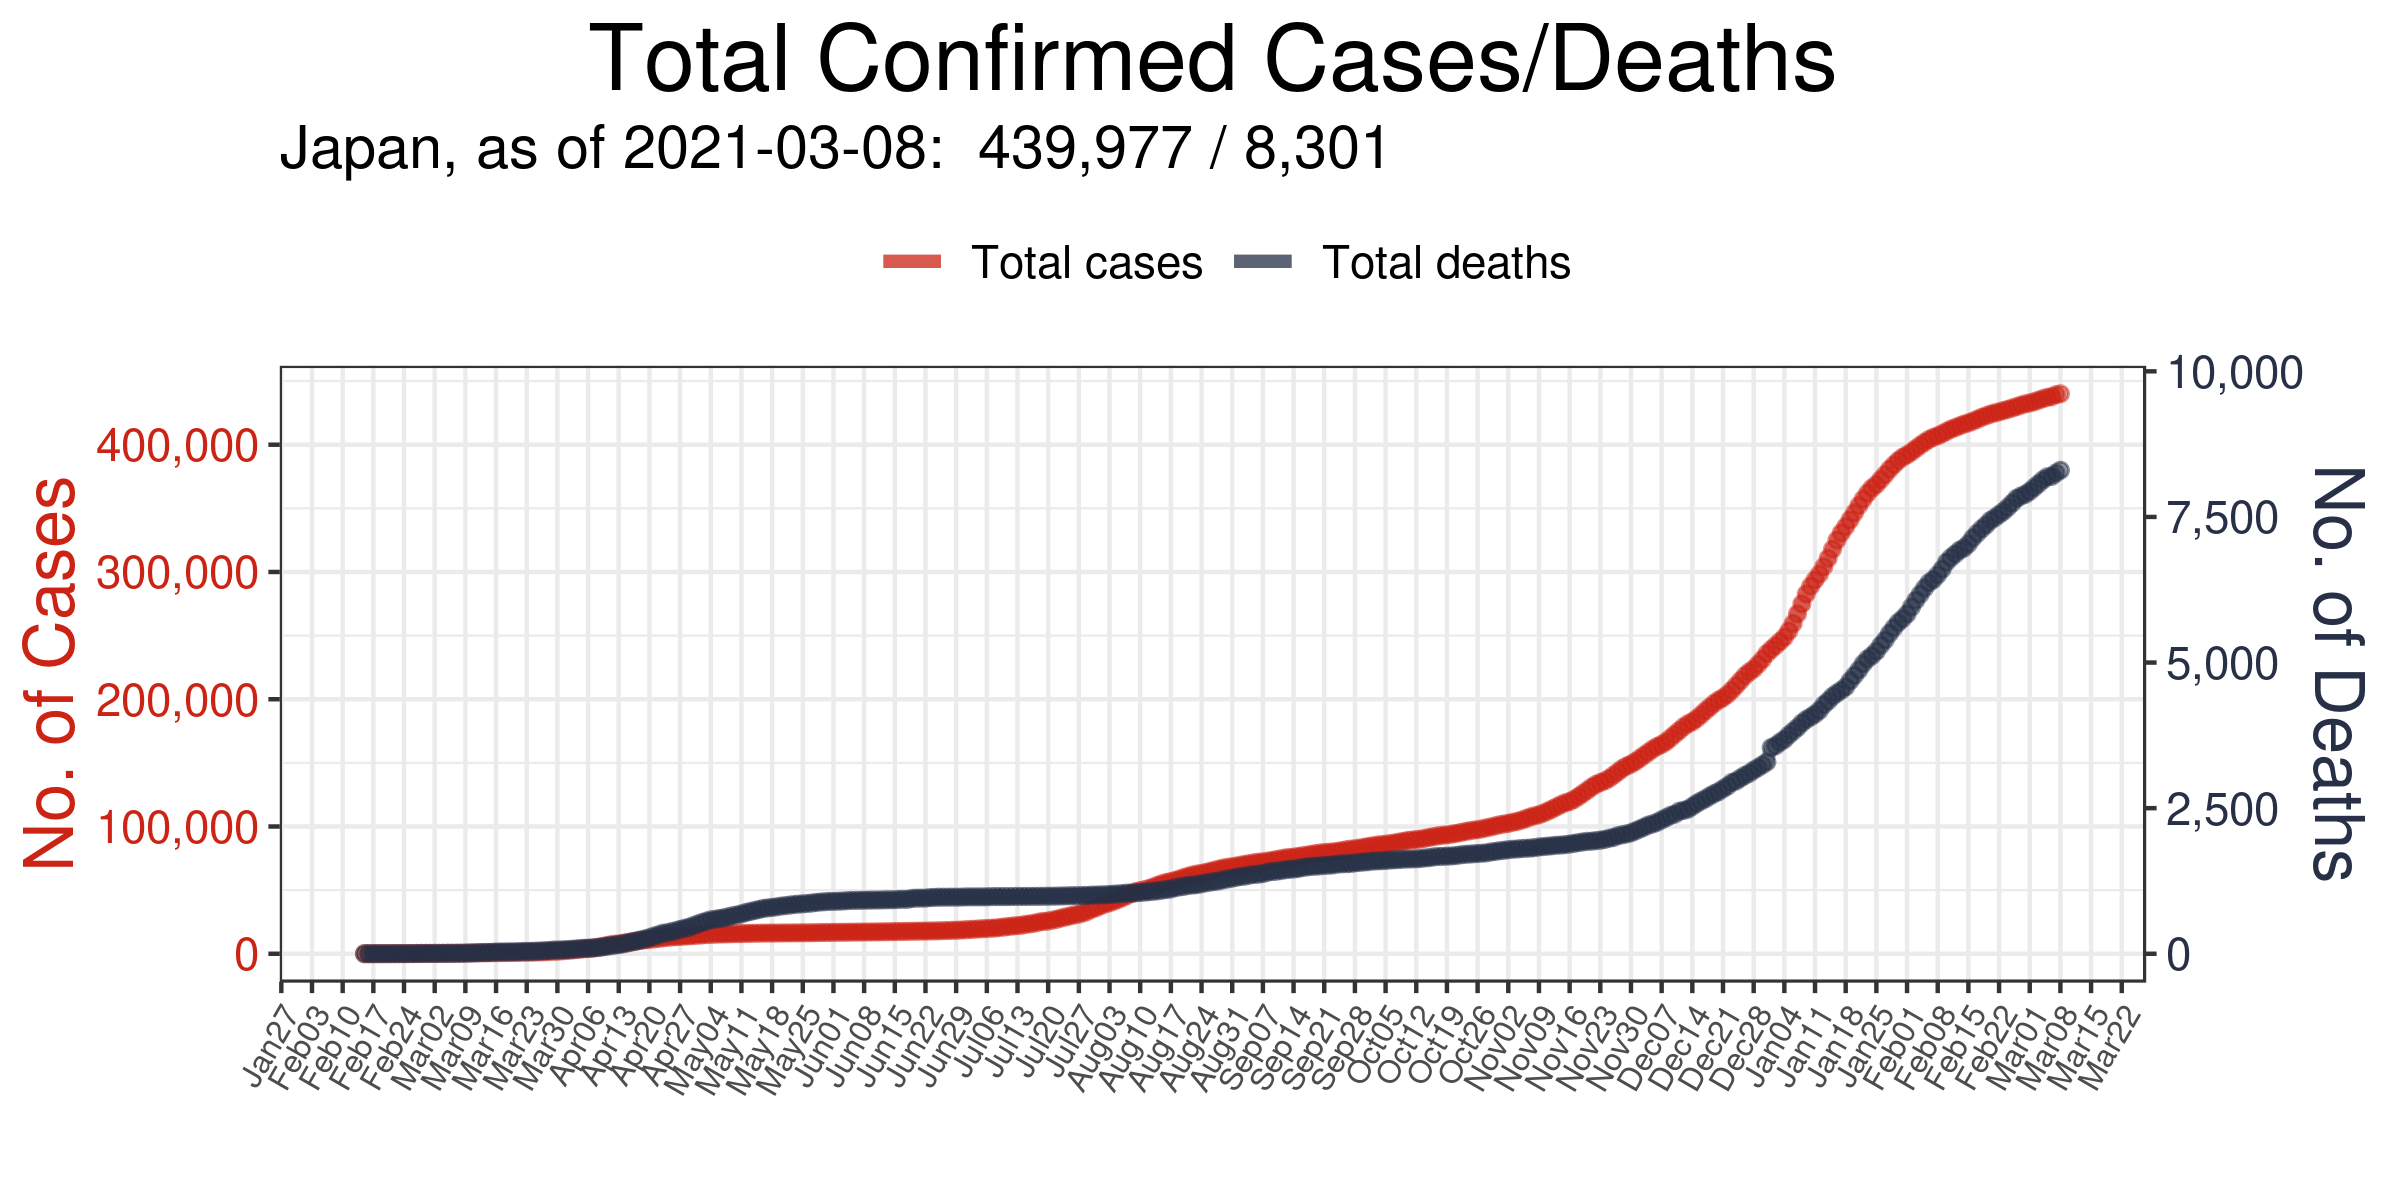 Total Confirmed Cases/Deaths
Japan, as of 2021-03-08:  439,977 / 8,301
Total cases
Total deaths
No. of Cases
400,000
300,000
200,000
100,000
0
10,000
7,500
5,000
2,500
0
No. of Deaths
Jan27
Feb03
Feb10
Feb17
Feb24
Mar02
Mar09
Mar16
Mar23
Mar30
Apr06
Apr13
Apr20
Apr27
May04
May11
May18
May25
Jun01
Jun08
Jun15
Jun22
Jun29
Jul06
Jul13
Jul20
Jul27
Aug03
Aug10
Aug17
Aug24
Aug31
Sep07
Sep14
Sep21
Sep28
Oct05
Oct12
Oct19
Oct26
Nov02
Nov09
Nov16
Nov23
Nov30
Dec07
Dec14
Dec21
Dec28
Jan04
Jan11
Jan18
Jan25
Feb01
Feb08
Feb15
Feb22
Mar01
Mar08
Mar15
Mar22